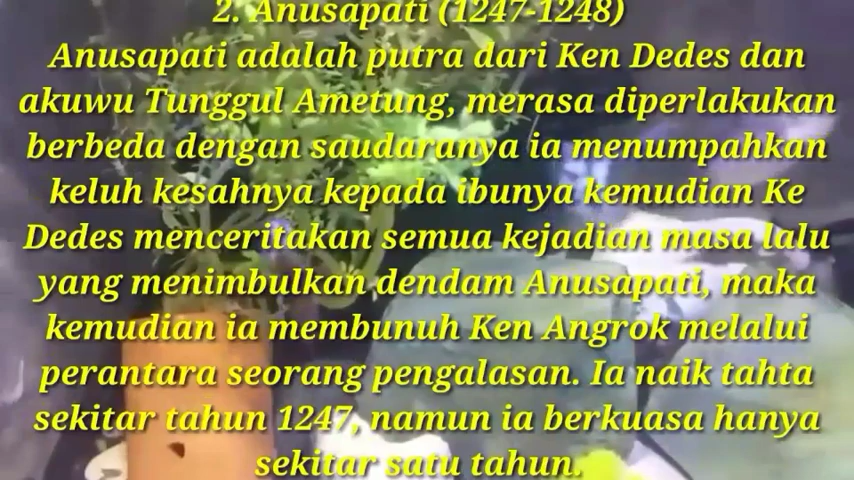 2. Anusapati (1247-1248)
Anusapati adalah putra dari Ken Dedes dan
akuwu Tunggul Ametung, merasa diperlakukan
berbeda dengan saudaranya ia menumpahkan
keluh kesahnya kepada ibunya kemudian Ke
Dedes menceritakan semua kejadian masa lalu
yang menimbulkan dendam Anusapati, maka
kemudian ia membunuh Ken Angrok melalui
perantara seorang pengalasan. Ia naik tahta
sekitar tahun 1247, namun ia berkuasa hanya
sekitar satu tahun.